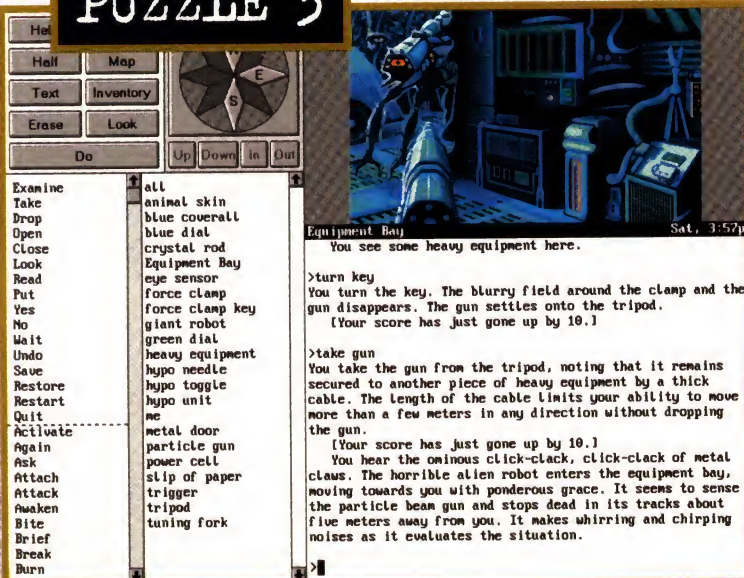 PUZZLE 5
Half
Map
Text
Inventory
Erase
Look
Do
E
S
Up
Down
In
Out
Examine
Take
Drop
Open
Close
Look
Read
Put
Yes
No
Wait
Undo
Save
Restore
Restart
Quit
Activate
Again
Ask
Attach
Attack
Awaken
Bite
Brief
Break
Burn
all
animal skin
blue coverall
blue dial
crystal rod
Equipment Bay
eye sensor
force clamp
force clamp key
giant robot
green dial
heavy equipment
hypo needle
hypo toggle
hypo unit
me
metal door
particle gun
power cell
slip of paper
trigger
tripod
tuning fork
Equipment Bay Sat, 3:57p
You see some heavy equipment here.
>turn key
You turn the key. The blurry field around the clamp and the
gun disappears. The gun settles onto the tripod.
[Your score has just gone up by 10.]
>take gun
You take the gun from the tripod, noting that it remains
secured to another piece of heavy equipment by a thick
cable. The length of the cable limits your ability to move
more than a few meters in any direction without dropping
the gun.
[Your score has just gone up by 10.]
You hear the ominous click-clack, click-clack of metal
claws. The horrible alien robot enters the equipment bay,
moving towards you with ponderous grace. It seems to sense
the particle beam gun and stops dead in its tracks about
five meters away from you. It makes whirring and chirping
noises as it evaluates the situation.
>